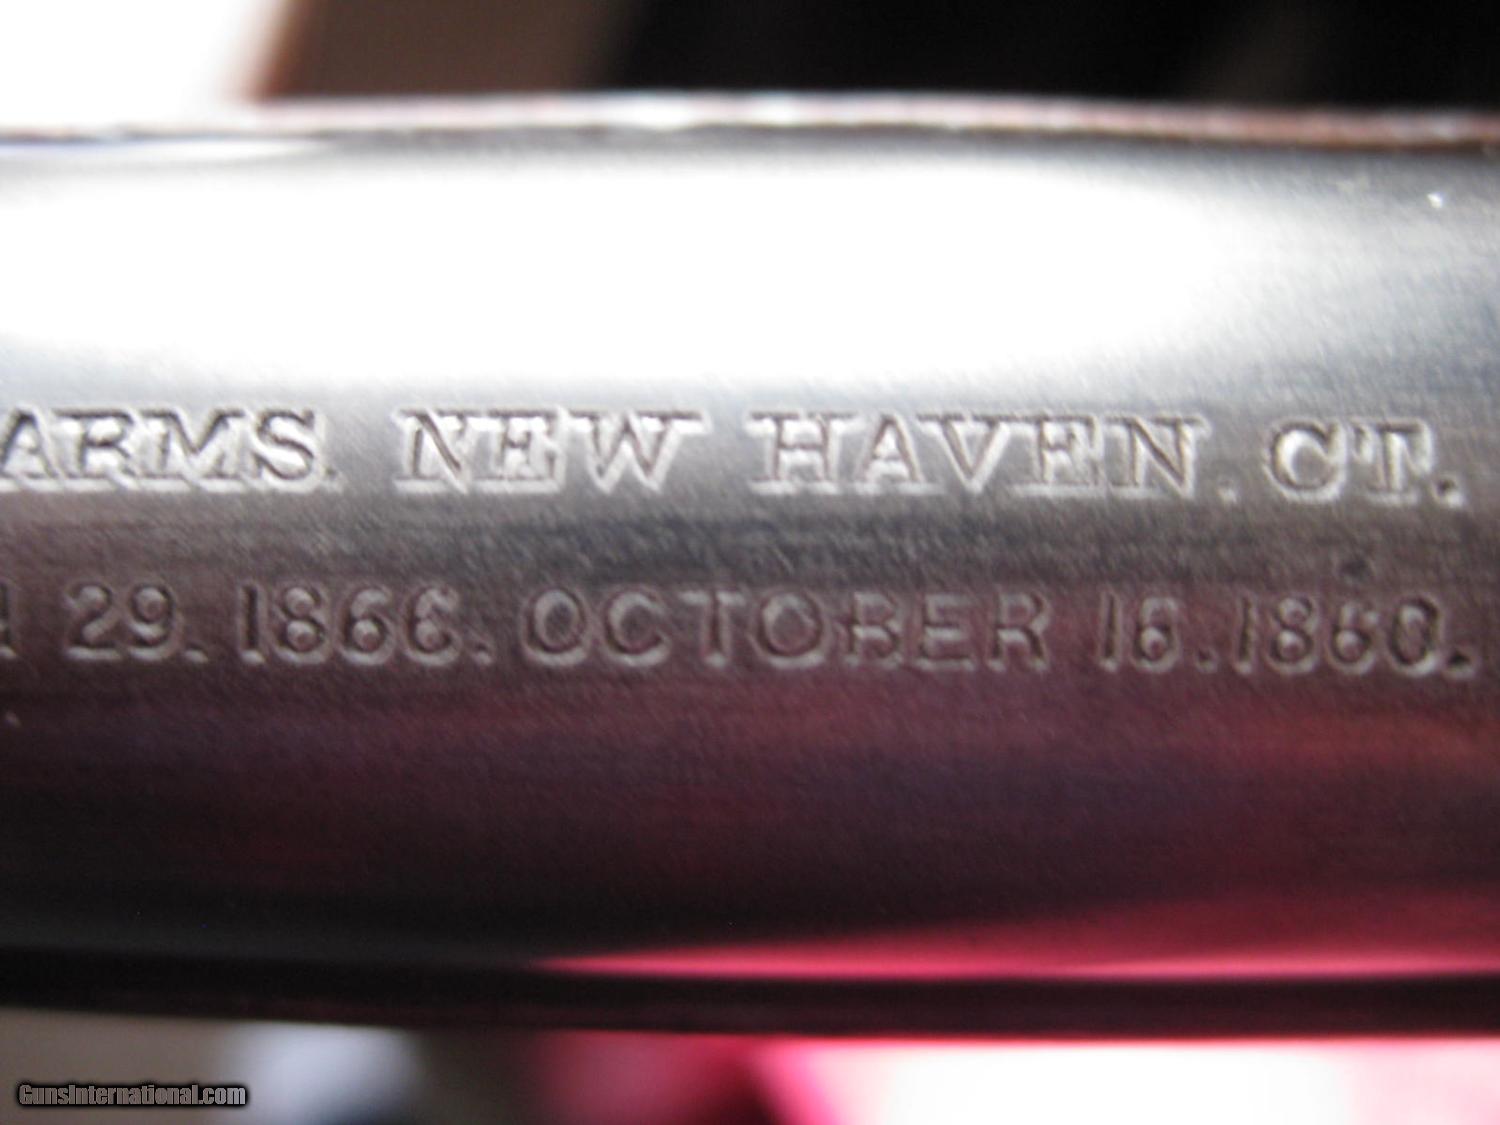 ARMS. NEW HAVEN. CT.
29. 1866. OCTOBER 16. 1860.
GunsInternational.com